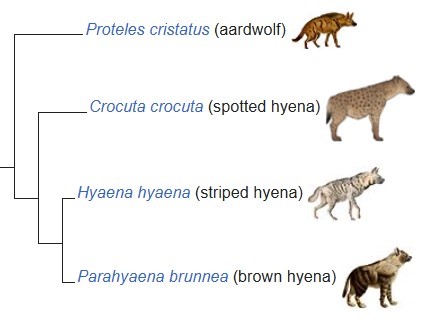 Proteles cristatus (aardwolf)
Crocuta crocuta (spotted hyena)
Hyaena hyaena (striped hyena)
Parahyaena brunnea (brown hyena)